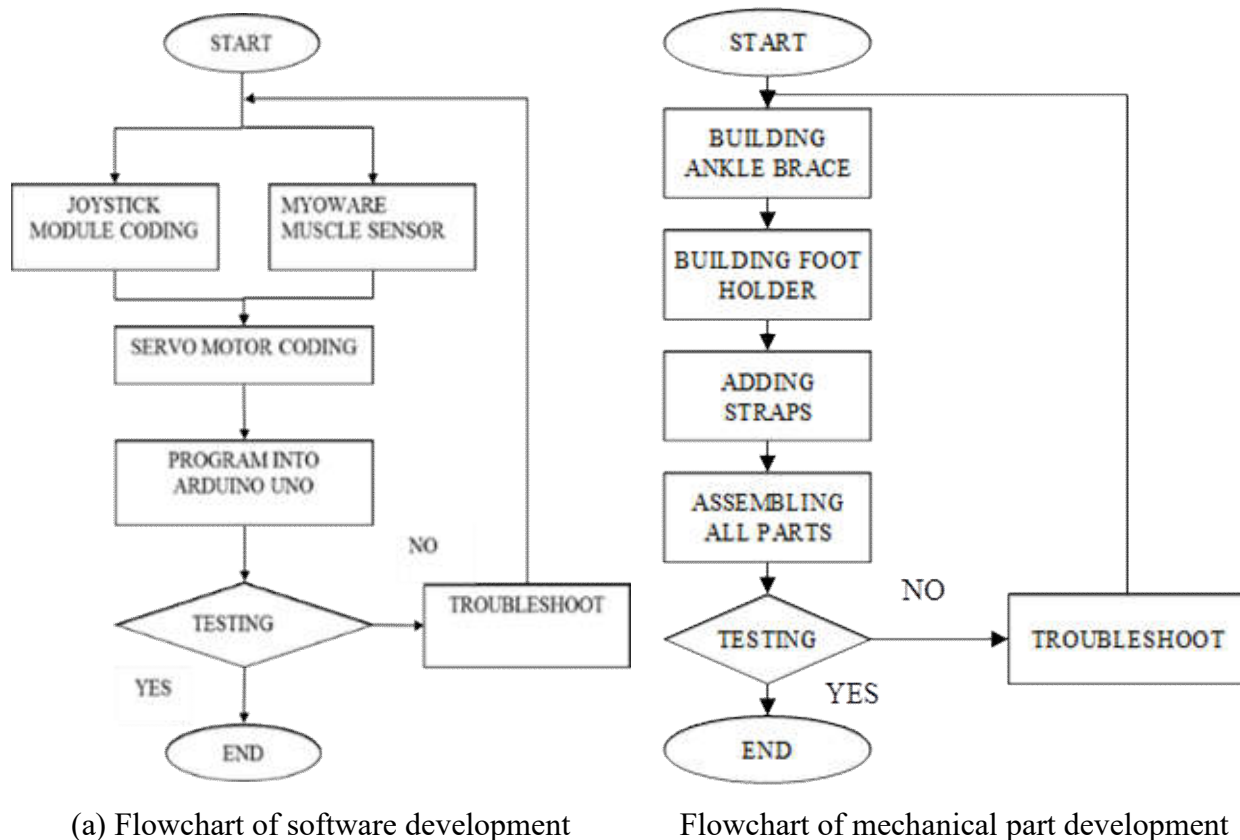 START
JOYSTICK
MODULE CODING
MYOWARE
MUSCLE SENSOR
SERVO MOTOR CODING
PROGRAM INTO
ARDUINO UNO
NO
TESTING
TROUBLESHOOT
YES
END
(a) Flowchart of software development
START
BUILDING
ANKLE BRACE
BUILDING FOOT
HOLDER
ADDING
STRAPS
ASSEMBLING
ALL PARTS
NO
TESTING
TROUBLESHOOT
YES
END
Flowchart of mechanical part development